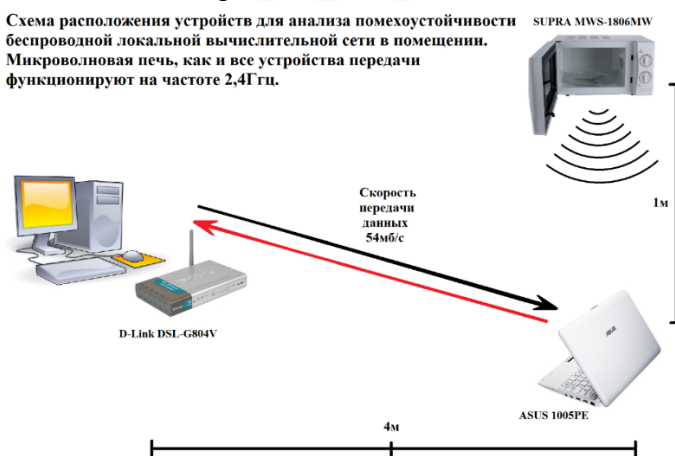 Схема расположения устройств для анализа помехоустойчивости
беспроводной локальной вычислительной сети в помещении.
Микроволновая печь, как и все устройства передачи
функционируют на частоте 2,4Ггц.
SUPRA MWS-1806MW
1м
Скорость
передачи
данных
54мб/с
D-Link DSL-G804V
ASUS
ASUS 1005PE
4м